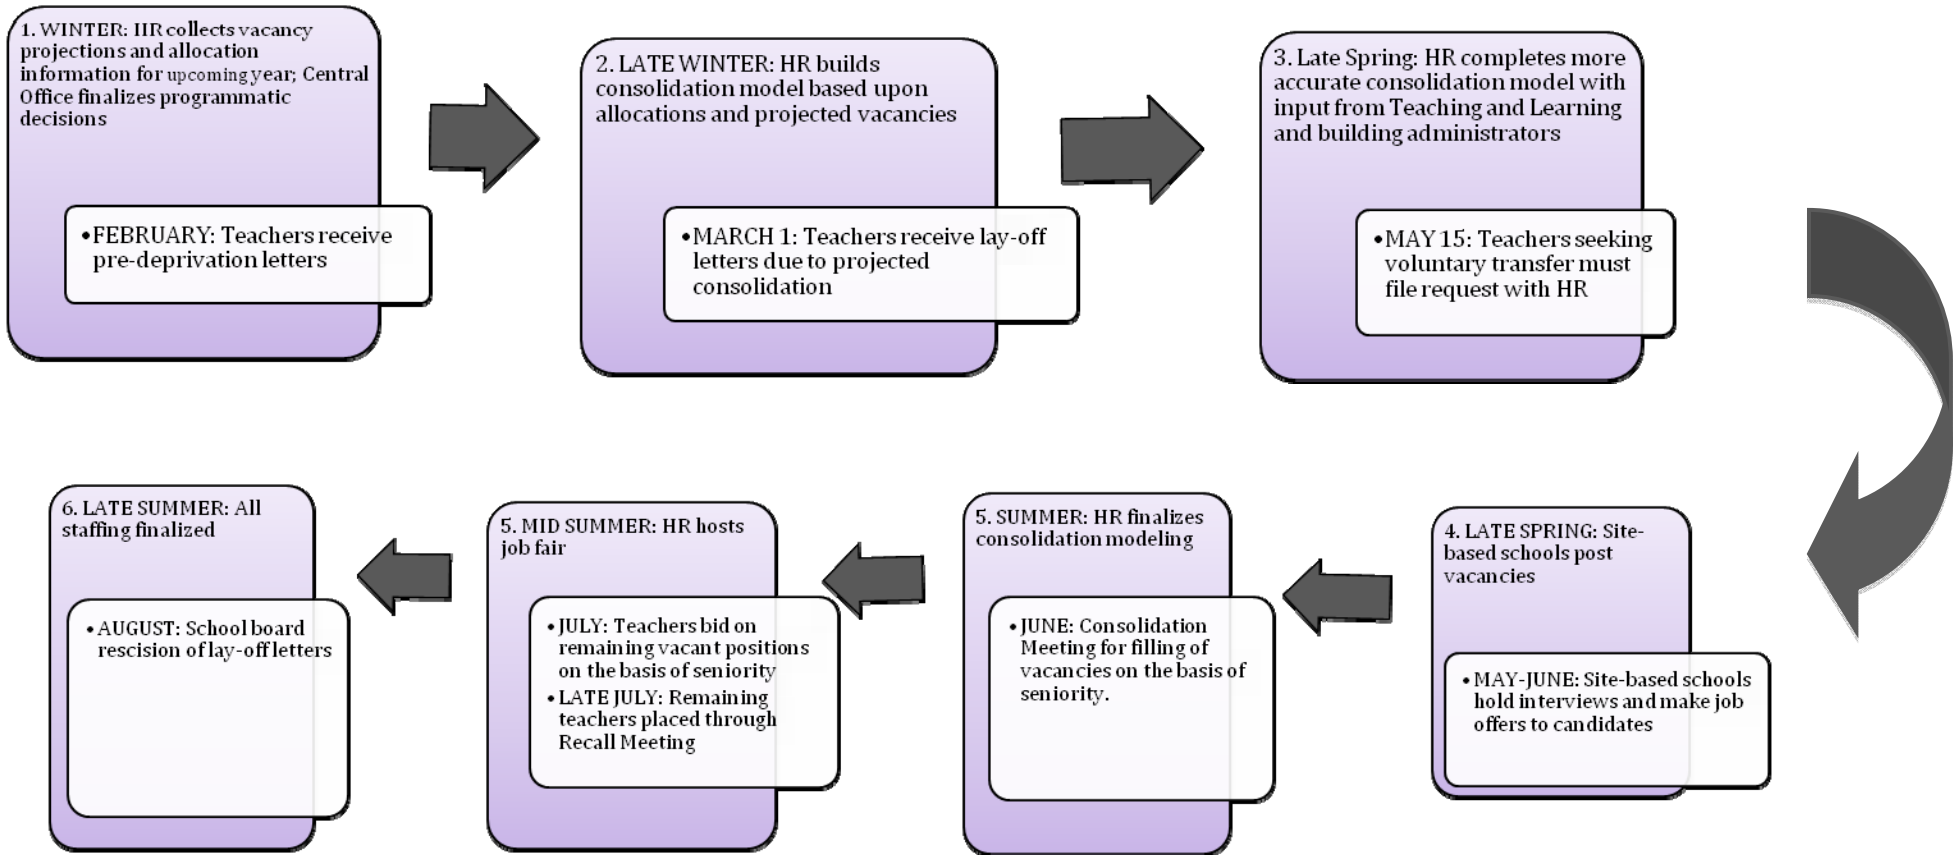 1. WINTER: HR collects vacancy
projections and allocation
information for upcoming year; Central
Office finalizes programmatic
decisions
•FEBRUARY: Teachers receive
pre-deprivation letters
2. LATE WINTER: HR builds
consolidation model based upon
allocations and projected vacancies
•MARCH 1: Teachers receive lay-off
letters due to projected
consolidation
3. Late Spring: HR completes more
accurate consolidation model with
input from Teaching and Learning
and building administrators
•MAY 15: Teachers seeking
voluntary transfer must
file request with HR
4. LATE SPRING: Site-
based schools post
vacancies
•MAY-JUNE: Site-based schools
hold interviews and make job
offers to candidates
5. SUMMER: HR finalizes
consolidation modeling
•JUNE: Consolidation
Meeting for filling of
vacancies on the basis of
seniority.
5. MID SUMMER: HR hosts
job fair
•JULY: Teachers bid on
remaining vacant positions
on the basis of seniority
•LATE JULY: Remaining
teachers placed through
Recall Meeting
6. LATE SUMMER: All
staffing finalized
•AUGUST: School board
rescision of lay-off letters